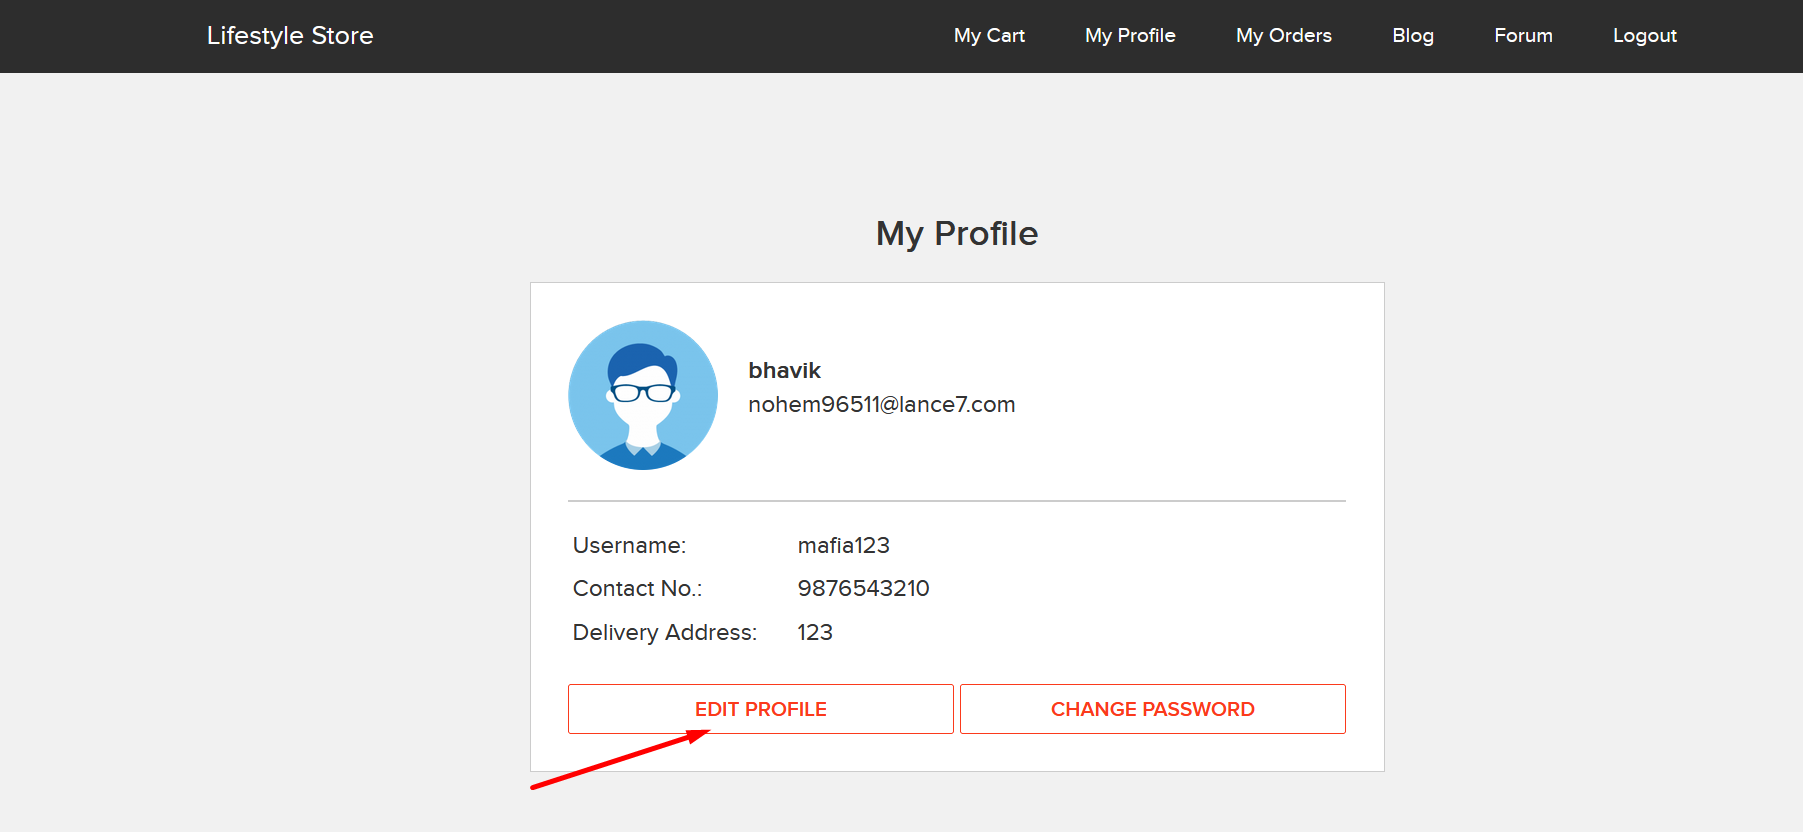 Lifestyle Store My Cart My Profile My Orders Blog Forum Logout
My Profile
bhavik
nohem96511@lance7.com
Username: mafia123
Contact No.: 9876543210
Delivery Address: 123
EDIT PROFILE CHANGE PASSWORD